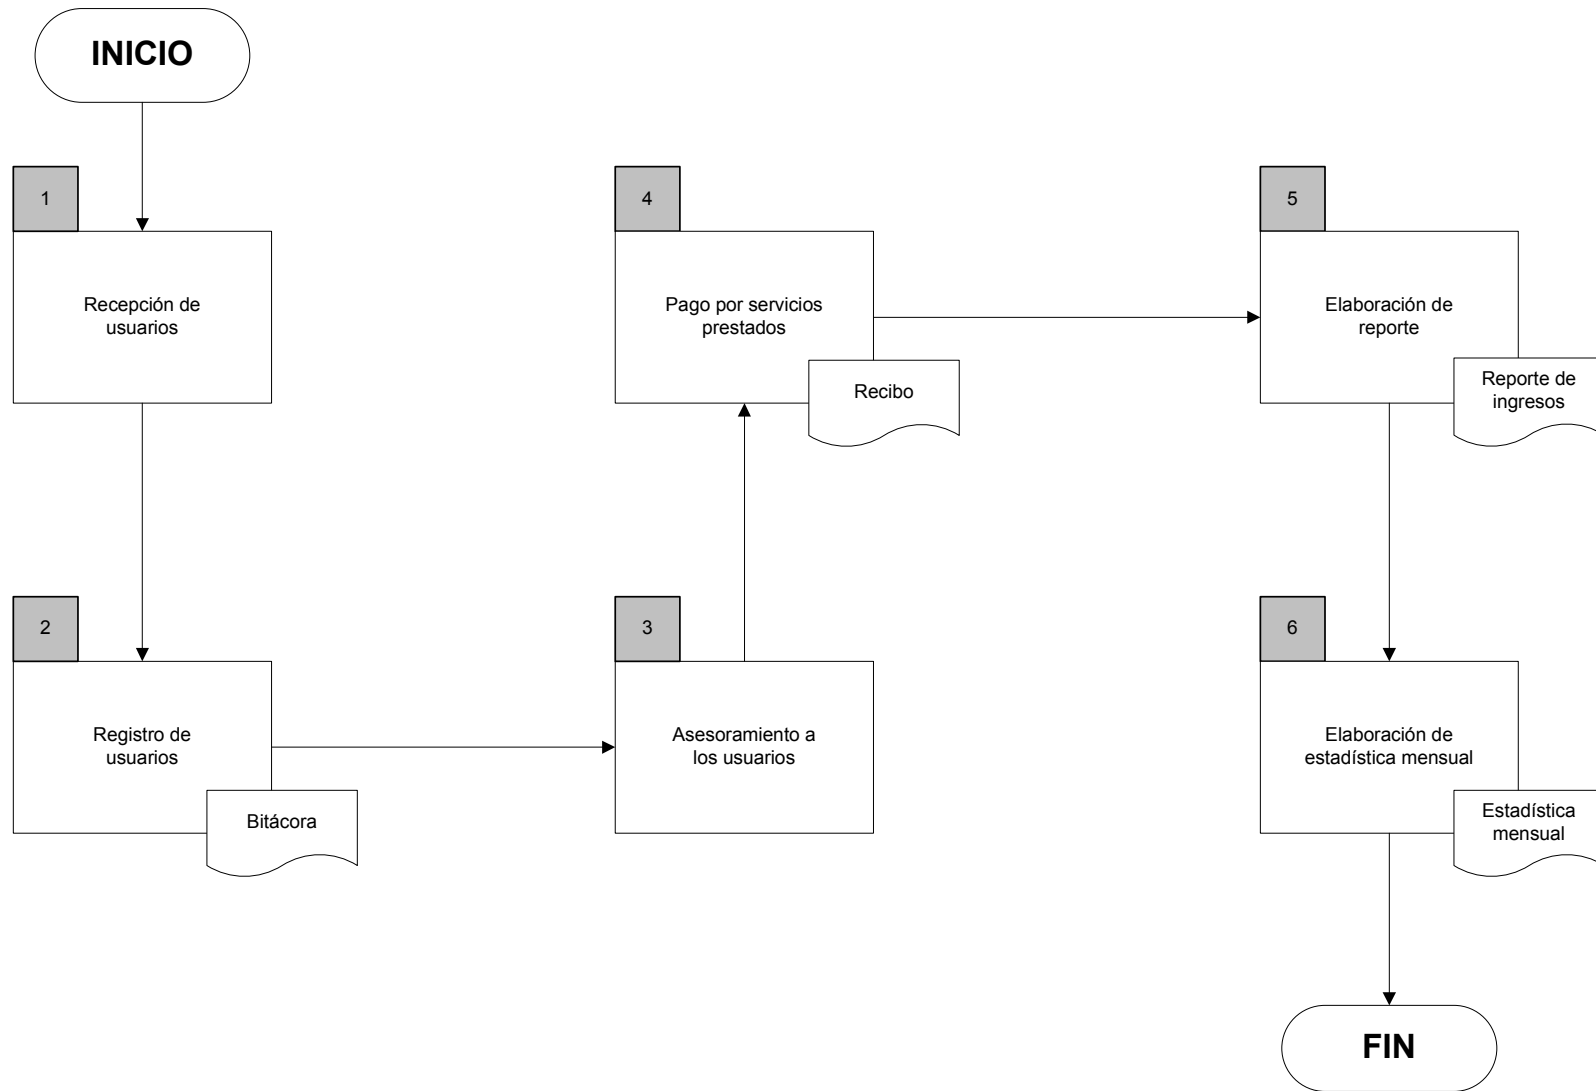 INICIO
1
Recepción de
usuarios
2
Registro de
usuarios
Bitácora
3
Asesoramiento a
los usuarios
4
Pago por servicios
prestados
Recibo
5
Elaboración de
reporte
Reporte de
ingresos
6
Elaboración de
estadística mensual
Estadística
mensual
FIN